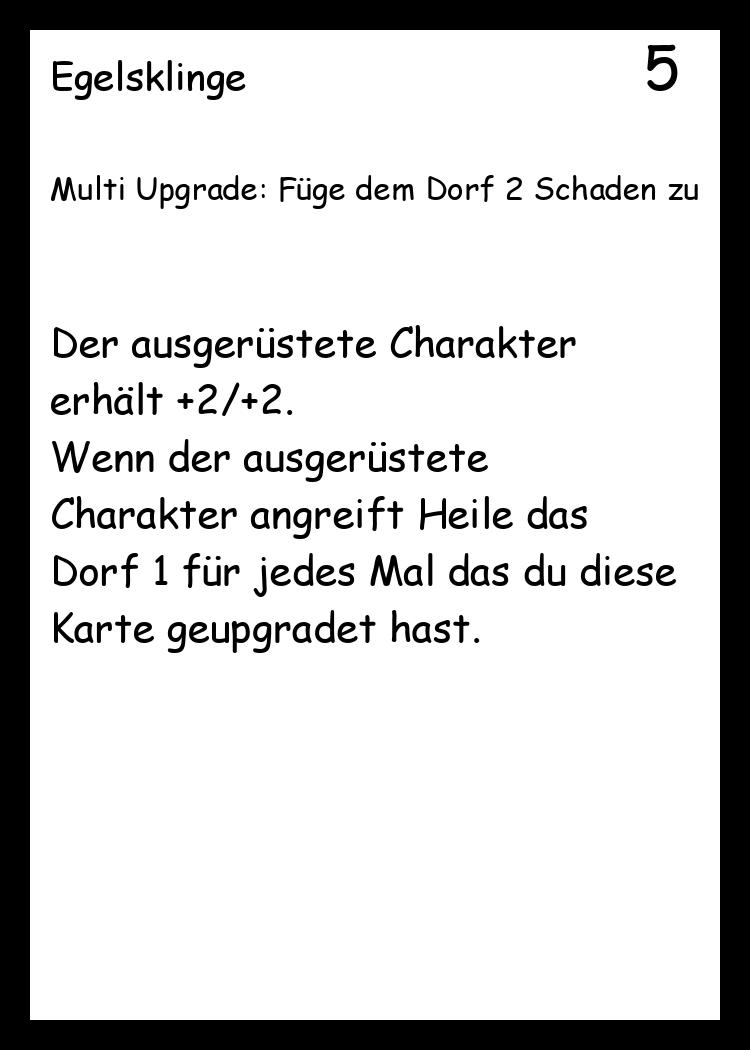 Egelsklinge 5
Multi Upgrade: Füge dem Dorf 2 Schaden zu
Der ausgerüstete Charakter
erhält +2/+2.
Wenn der ausgerüstete
Charakter angreift Heile das
Dorf 1 für jedes Mal das du diese
Karte geupgradet hast.